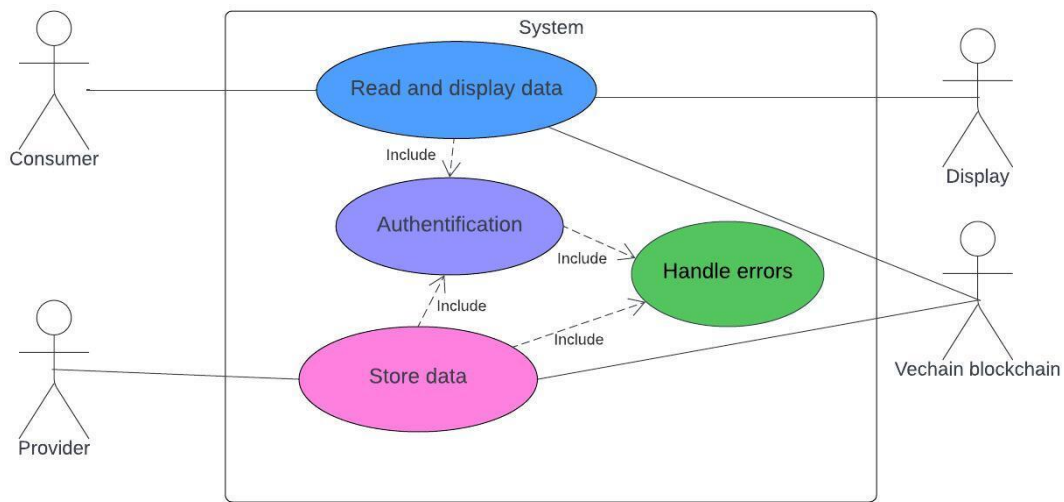 System
Read and display data
Consumer
Include
Display
Authentification
Include
Handle errors
Include
Include
Store data
Vechain blockchain
Provider